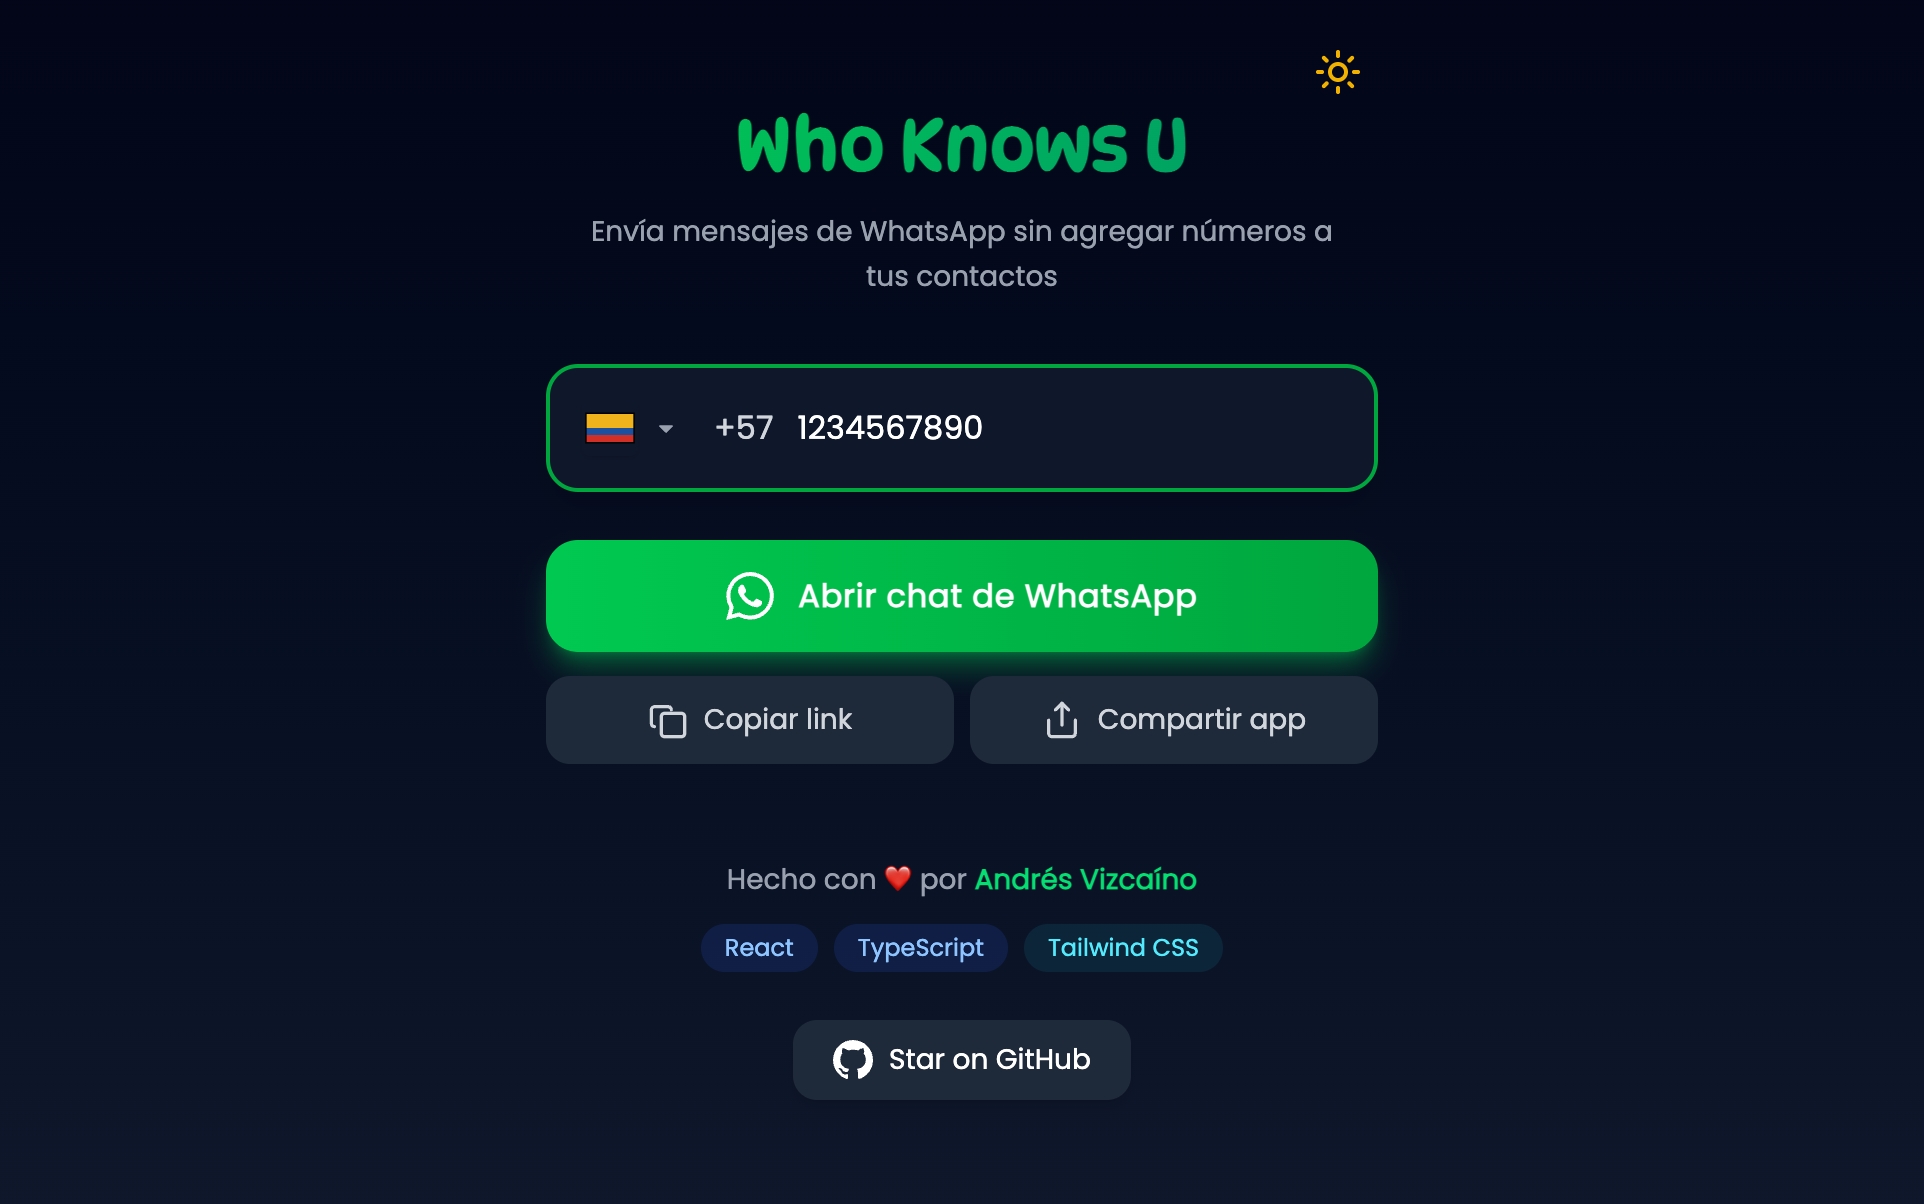 Who Knows U
Envía mensajes de WhatsApp sin agregar números a
tus contactos
+57 1234567890
Abrir chat de WhatsApp
Copiar link
Compartir app
Hecho con ❤️ por Andrés Vizcaíno
React
TypeScript
Tailwind CSS
Star on GitHub